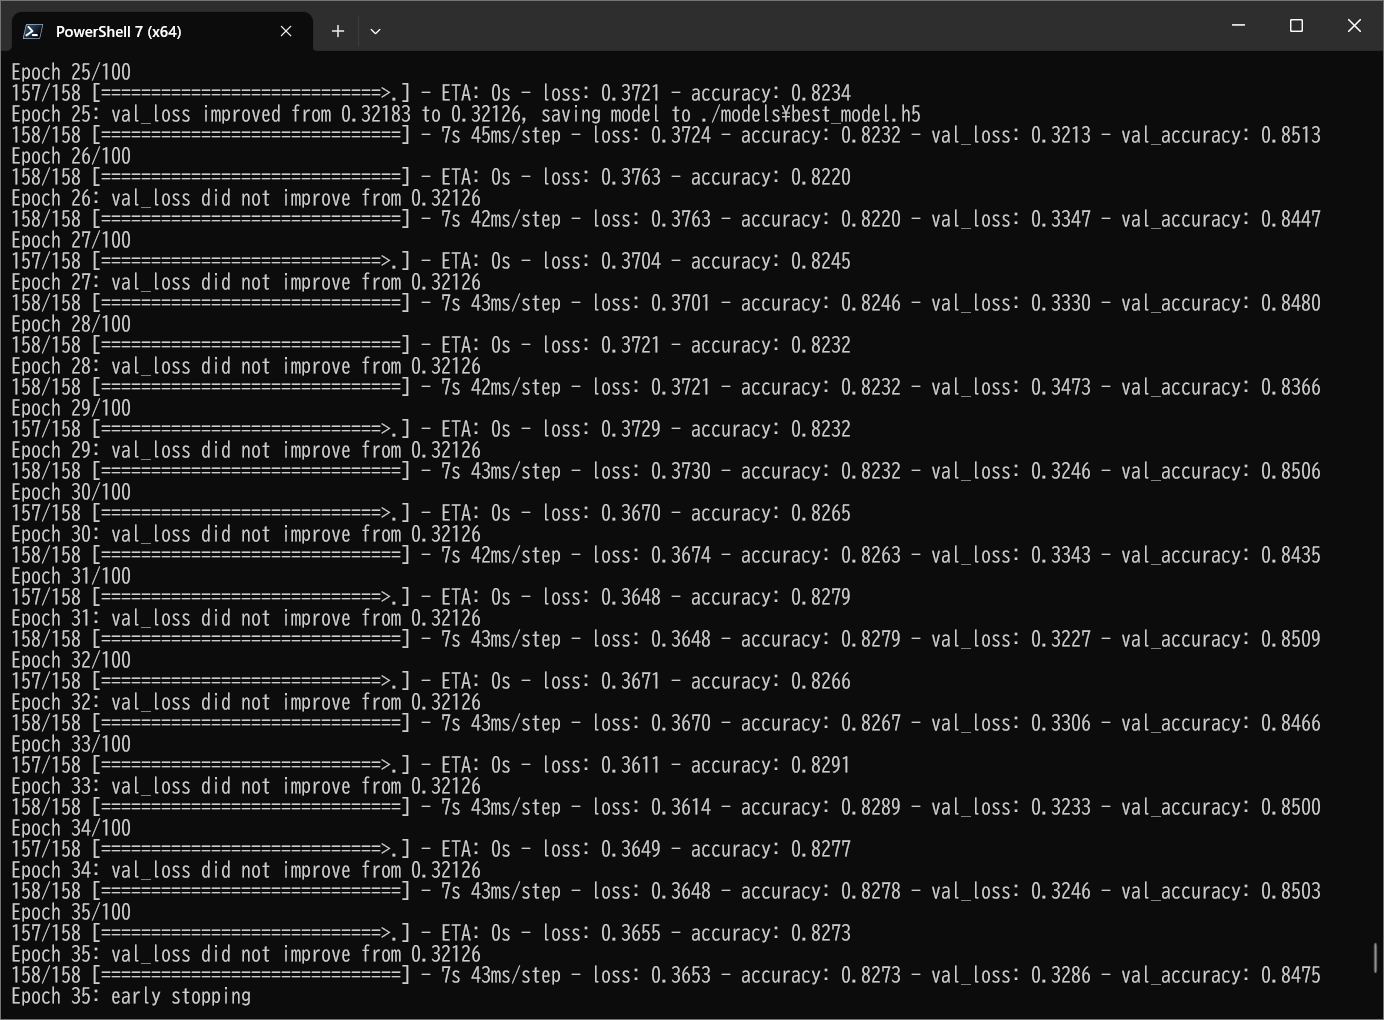 PowerShell 7 (x64)
Epoch 25/100
157/158 [============================>.] - ETA: 0s - loss: 0.3721 - accuracy: 0.8234
Epoch 25: val_loss improved from 0.32183 to 0.32126, saving model to ./models¥best_model.h5
158/158 [==============================] - 7s 45ms/step - loss: 0.3724 - accuracy: 0.8232 - val_loss: 0.3213 - val_accuracy: 0.8513
Epoch 26/100
158/158 [==============================] - ETA: 0s - loss: 0.3763 - accuracy: 0.8220
Epoch 26: val_loss did not improve from 0.32126
158/158 [==============================] - 7s 42ms/step - loss: 0.3763 - accuracy: 0.8220 - val_loss: 0.3347 - val_accuracy: 0.8447
Epoch 27/100
157/158 [============================>.] - ETA: 0s - loss: 0.3704 - accuracy: 0.8245
Epoch 27: val_loss did not improve from 0.32126
158/158 [==============================] - 7s 43ms/step - loss: 0.3701 - accuracy: 0.8246 - val_loss: 0.3330 - val_accuracy: 0.8480
Epoch 28/100
158/158 [==============================] - ETA: 0s - loss: 0.3721 - accuracy: 0.8232
Epoch 28: val_loss did not improve from 0.32126
158/158 [==============================] - 7s 42ms/step - loss: 0.3721 - accuracy: 0.8232 - val_loss: 0.3473 - val_accuracy: 0.8366
Epoch 29/100
157/158 [============================>.] - ETA: 0s - loss: 0.3729 - accuracy: 0.8232
Epoch 29: val_loss did not improve from 0.32126
158/158 [==============================] - 7s 43ms/step - loss: 0.3730 - accuracy: 0.8232 - val_loss: 0.3246 - val_accuracy: 0.8506
Epoch 30/100
157/158 [============================>.] - ETA: 0s - loss: 0.3670 - accuracy: 0.8265
Epoch 30: val_loss did not improve from 0.32126
158/158 [==============================] - 7s 42ms/step - loss: 0.3674 - accuracy: 0.8263 - val_loss: 0.3343 - val_accuracy: 0.8435
Epoch 31/100
157/158 [============================>.] - ETA: 0s - loss: 0.3648 - accuracy: 0.8279
Epoch 31: val_loss did not improve from 0.32126
158/158 [==============================] - 7s 43ms/step - loss: 0.3648 - accuracy: 0.8279 - val_loss: 0.3227 - val_accuracy: 0.8509
Epoch 32/100
157/158 [============================>.] - ETA: 0s - loss: 0.3671 - accuracy: 0.8266
Epoch 32: val_loss did not improve from 0.32126
158/158 [==============================] - 7s 43ms/step - loss: 0.3670 - accuracy: 0.8267 - val_loss: 0.3306 - val_accuracy: 0.8466
Epoch 33/100
157/158 [============================>.] - ETA: 0s - loss: 0.3611 - accuracy: 0.8291
Epoch 33: val_loss did not improve from 0.32126
158/158 [==============================] - 7s 43ms/step - loss: 0.3614 - accuracy: 0.8289 - val_loss: 0.3233 - val_accuracy: 0.8500
Epoch 34/100
157/158 [============================>.] - ETA: 0s - loss: 0.3649 - accuracy: 0.8277
Epoch 34: val_loss did not improve from 0.32126
158/158 [==============================] - 7s 43ms/step - loss: 0.3648 - accuracy: 0.8278 - val_loss: 0.3246 - val_accuracy: 0.8503
Epoch 35/100
157/158 [============================>.] - ETA: 0s - loss: 0.3655 - accuracy: 0.8273
Epoch 35: val_loss did not improve from 0.32126
158/158 [==============================] - 7s 43ms/step - loss: 0.3653 - accuracy: 0.8273 - val_loss: 0.3286 - val_accuracy: 0.8475
Epoch 35: early stopping